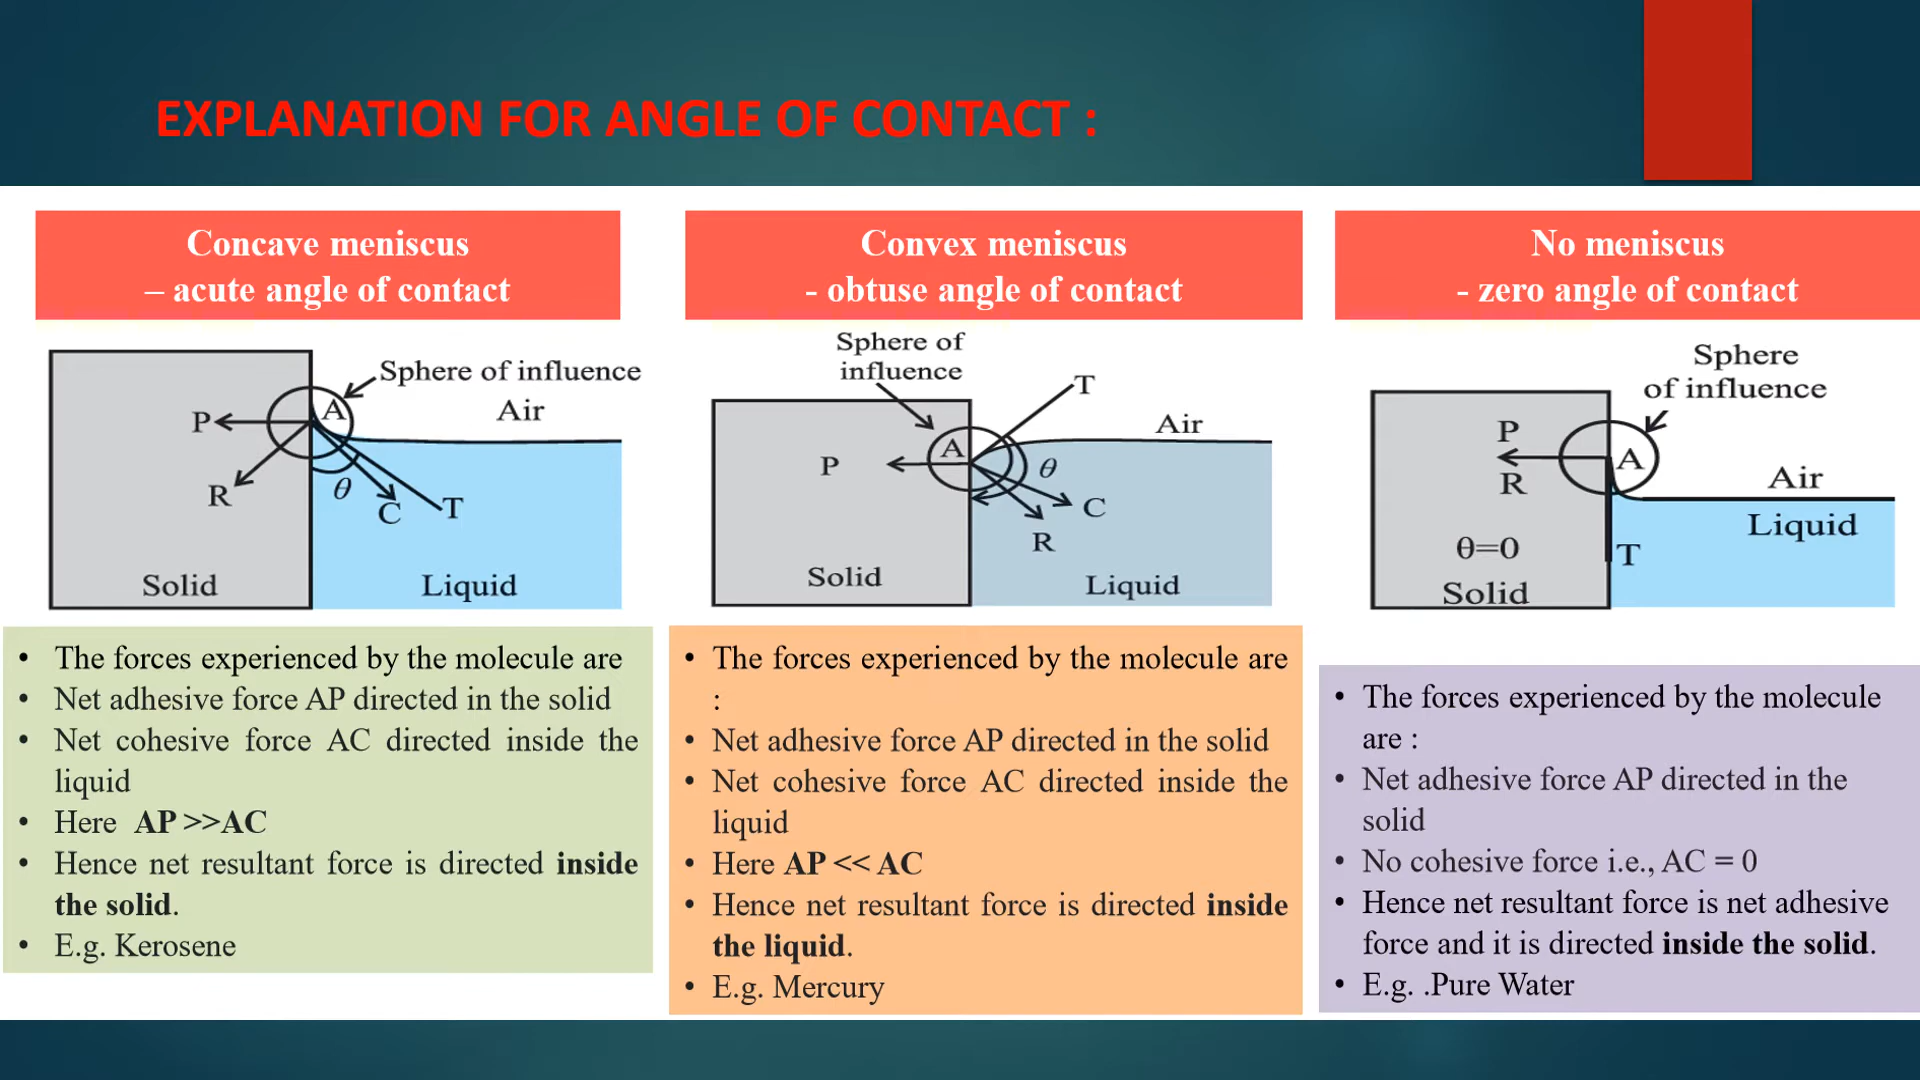 EXPLANATION FOR ANGLE OF CONTACT :
Concave meniscus
– acute angle of contact
Sphere of influence
A
Air
P
R
θ
C
T
Solid
Liquid
• The forces experienced by the molecule are
• Net adhesive force AP directed in the solid
• Net cohesive force AC directed inside the
liquid
• Here AP >>AC
• Hence net resultant force is directed inside
the solid.
• E.g. Kerosene
Convex meniscus
- obtuse angle of contact
Sphere of
influence
T
Air
A
P
θ
C
R
Solid
Liquid
• The forces experienced by the molecule are
:
• Net adhesive force AP directed in the solid
• Net cohesive force AC directed inside the
liquid
• Here AP << AC
• Hence net resultant force is directed inside
the liquid.
• E.g. Mercury
No meniscus
- zero angle of contact
Sphere
of influence
P
A
R
Air
Liquid
θ=0
T
Solid
• The forces experienced by the molecule
are :
• Net adhesive force AP directed in the
solid
• No cohesive force i.e., AC = 0
• Hence net resultant force is net adhesive
force and it is directed inside the solid.
• E.g. .Pure Water